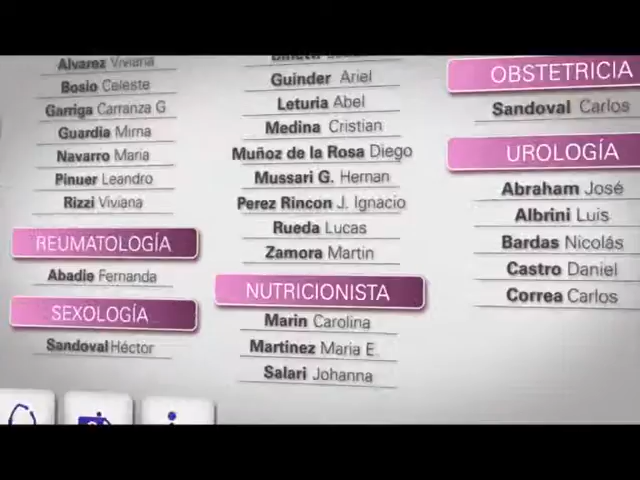 Alvarez Viviana
Bosio Celeste
Garriga Carranza G
Guardia Mirna
Navarro Maria
Pinuer Leandro
Rizzi Viviana
REUMATOLOGÍA
Abadie Fernanda
SEXOLOGÍA
Sandoval Héctor
Guinder Ariel
Leturia Abel
Medina Cristian
Muñoz de la Rosa Diego
Mussari G. Hernan
Perez Rincon J. Ignacio
Rueda Lucas
Zamora Martin
NUTRICIONISTA
Marin Carolina
Martinez Maria E
Salari Johanna
OBSTETRICIA
Sandoval Carlos
UROLOGÍA
Abraham José
Albrini Luis
Bardas Nicolás
Castro Daniel
Correa Carlos